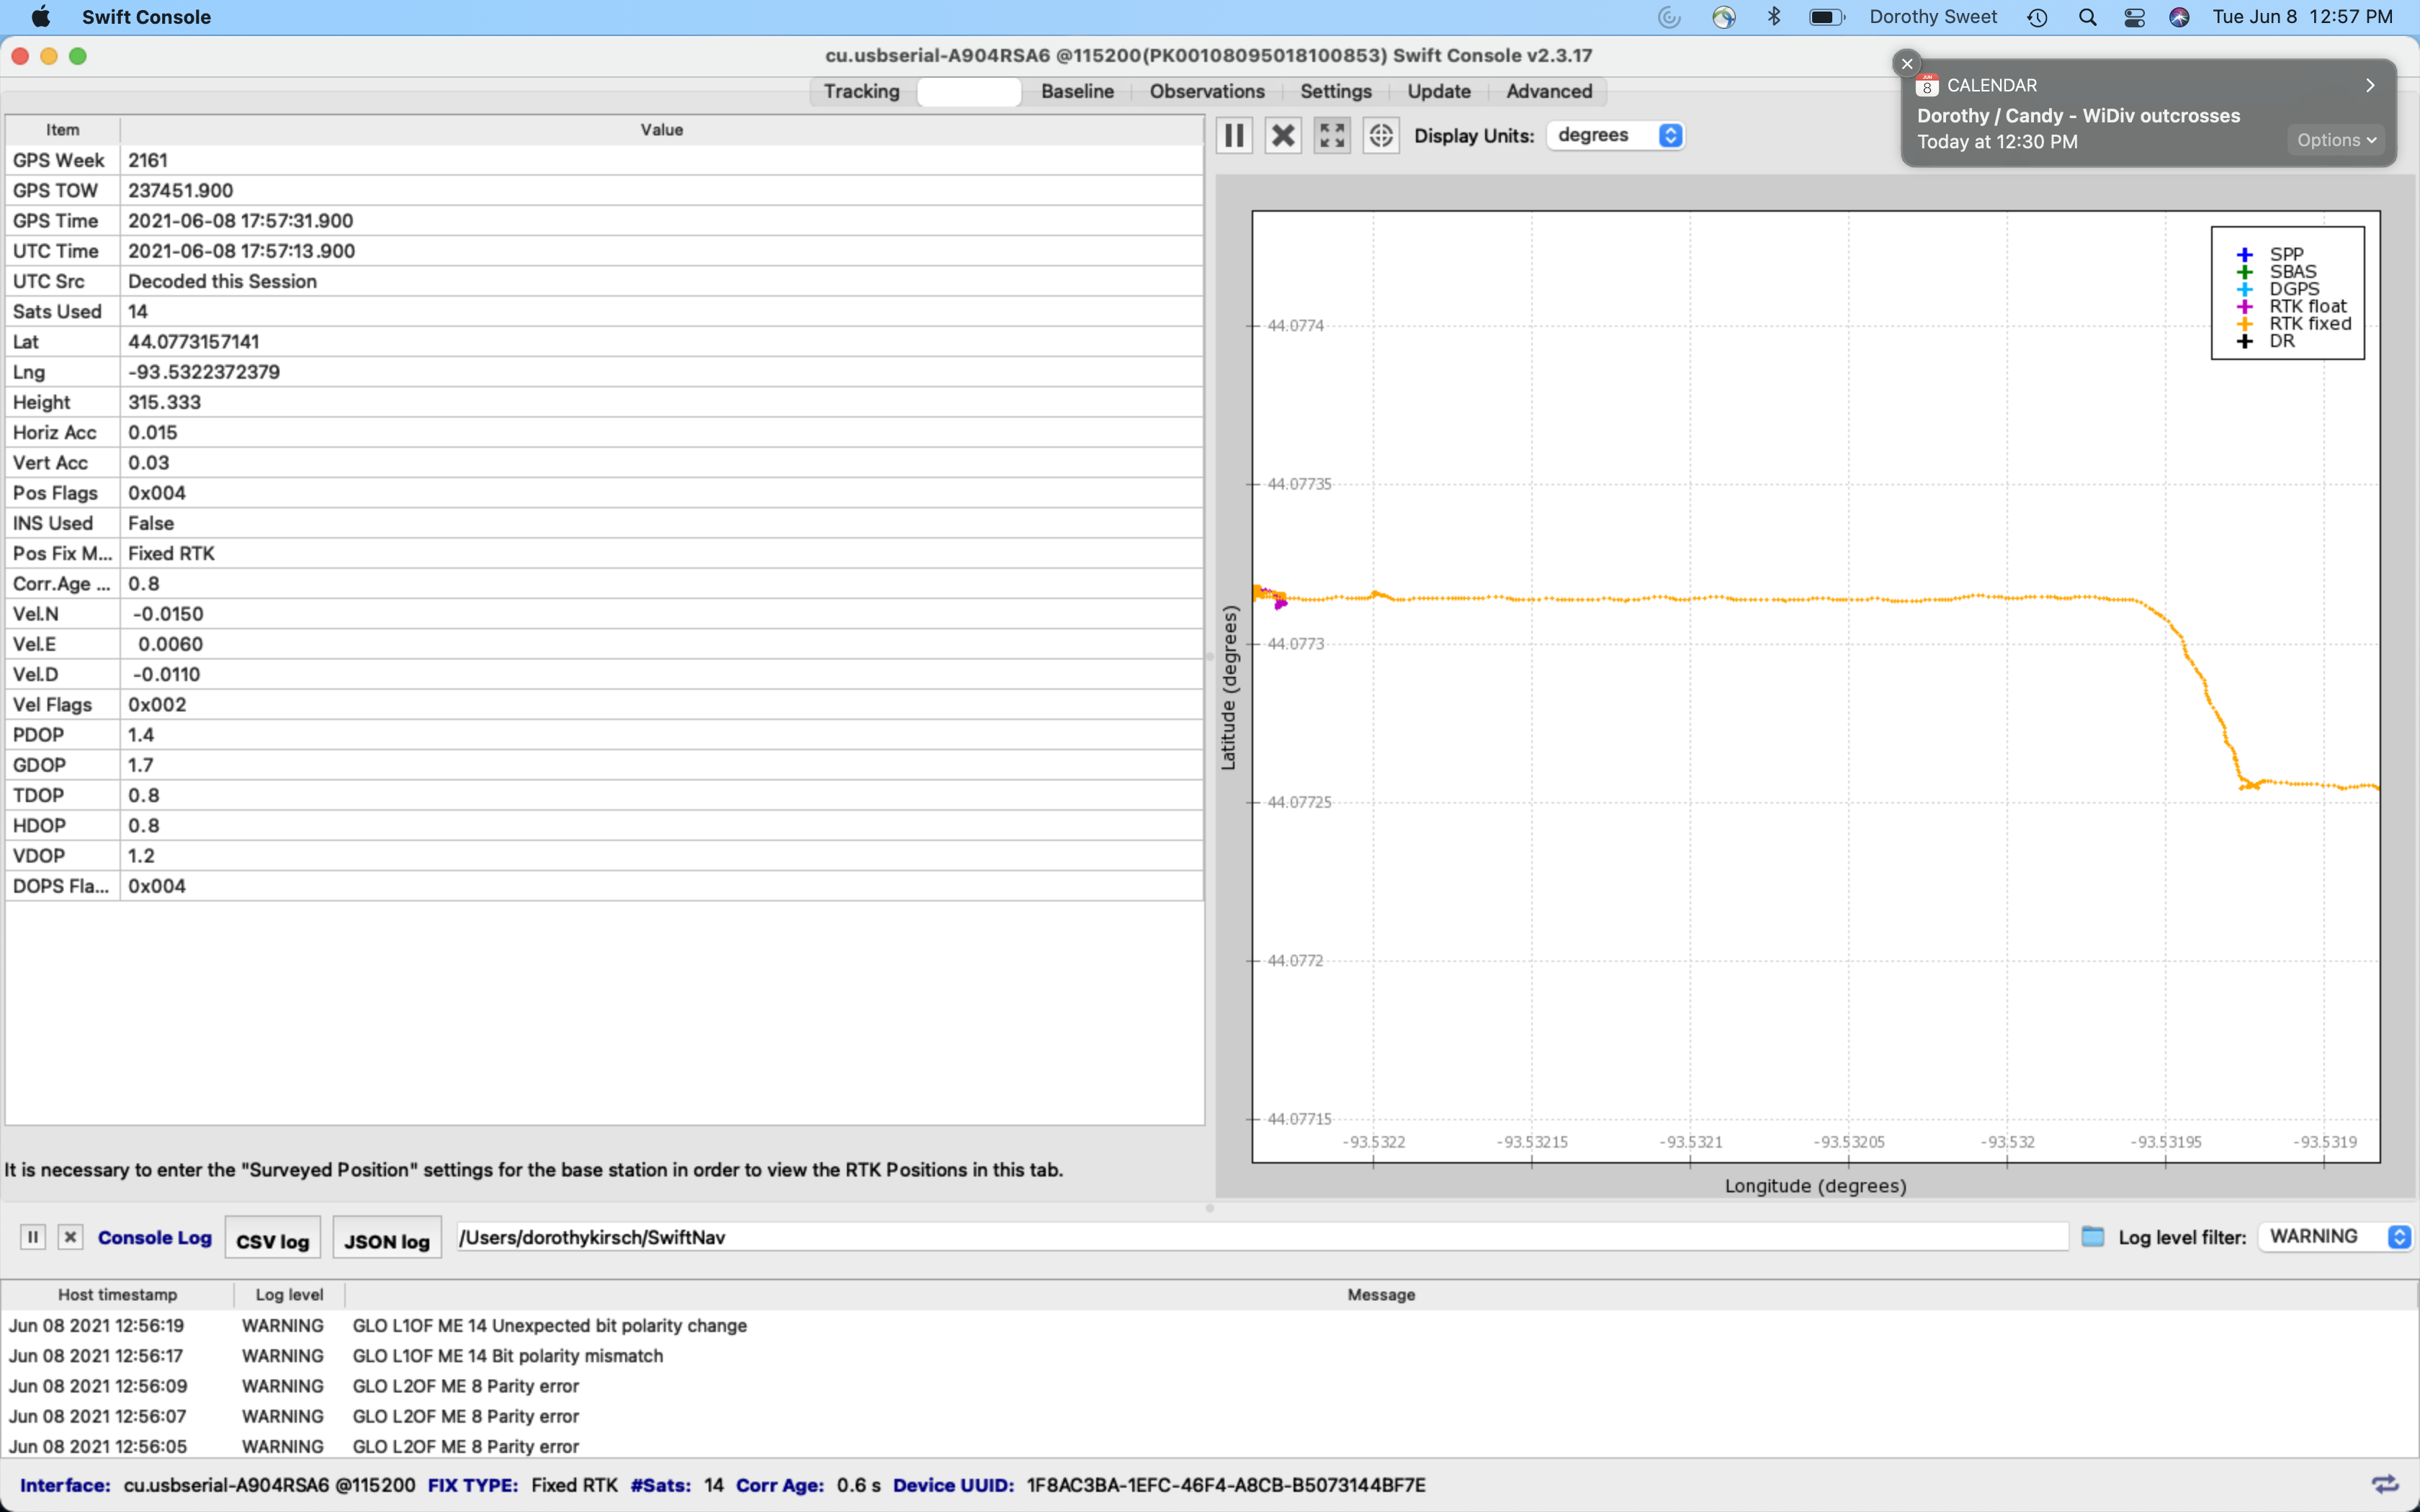 Swift Console
Dorothy Sweet
Tue Jun 8 12:57 PM
cu.usbserial-A904RSA6 @115200(PK00108095018100853) Swift Console v2.3.17
Tracking Baseline Observations Settings Update Advanced
JUN
8
CALENDAR
Dorothy / Candy - WiDiv outcrosses
Today at 12:30 PM
Options
Item Value
GPS Week 2161
GPS TOW 237451.900
GPS Time 2021-06-08 17:57:31.900
UTC Time 2021-06-08 17:57:13.900
UTC Src Decoded this Session
Sats Used 14
Lat 44.0773157141
Lng -93.5322372379
Height 315.333
Horiz Acc 0.015
Vert Acc 0.03
Pos Flags 0x004
INS Used False
Pos Fix M... Fixed RTK
Corr.Age ... 0.8
Vel.N -0.0150
Vel.E 0.0060
Vel.D -0.0110
Vel Flags 0x002
PDOP 1.4
GDOP 1.7
TDOP 0.8
HDOP 0.8
VDOP 1.2
DOPS Fla... 0x004
It is necessary to enter the "Surveyed Position" settings for the base station in order to view the RTK Positions in this tab.
Display Units: degrees
SPP
SBAS
DGPS
RTK float
RTK fixed
DR
44.0774
44.07735
44.0773
44.07725
44.0772
44.07715
Latitude (degrees)
-93.5322 -93.53215 -93.5321 -93.53205 -93.532 -93.53195 -93.5319
Longitude (degrees)
Console Log CSV log JSON log /Users/dorothykirsch/SwiftNav Log level filter: WARNING
Host timestamp Log level Message
Jun 08 2021 12:56:19 WARNING GLO L1OF ME 14 Unexpected bit polarity change
Jun 08 2021 12:56:17 WARNING GLO L1OF ME 14 Bit polarity mismatch
Jun 08 2021 12:56:09 WARNING GLO L2OF ME 8 Parity error
Jun 08 2021 12:56:07 WARNING GLO L2OF ME 8 Parity error
Jun 08 2021 12:56:05 WARNING GLO L2OF ME 8 Parity error
Interface: cu.usbserial-A904RSA6 @115200 FIX TYPE: Fixed RTK #Sats: 14 Corr Age: 0.6 s Device UUID: 1F8AC3BA-1EFC-46F4-A8CB-B5073144BF7E